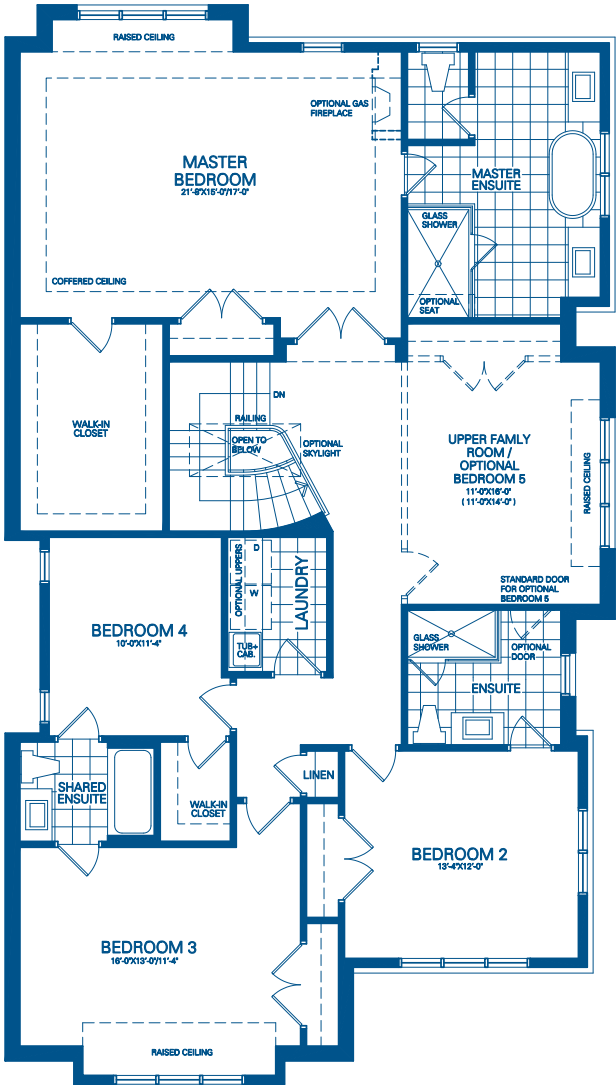 RAISED CEILING
OPTIONAL GAS
FIREPLACE
MASTER
BEDROOM
21'-8"X15'-0"/17'-0"
COFFERED CEILING
MASTER
ENSUITE
GLASS
SHOWER
OPTIONAL
SEAT
WALK-IN
CLOSET
DN
RAILING
OPEN TO
BELOW
OPTIONAL
SKYLIGHT
UPPER FAMILY
ROOM /
OPTIONAL
BEDROOM 5
11'-0"X16'-0"
( 11'-0"X14'-0" )
RAISED CEILING
STANDARD DOOR
FOR OPTIONAL
BEDROOM 5
OPTIONAL UPPERS
D
W
LAUNDRY
TUB+
CAB.
BEDROOM 4
10'-0"X11'-4"
GLASS
SHOWER
OPTIONAL
DOOR
ENSUITE
SHARED
ENSUITE
WALK-IN
CLOSET
LINEN
BEDROOM 2
13'-4"X12'-0"
BEDROOM 3
16'-0"X13'-0"/11'-4"
RAISED CEILING